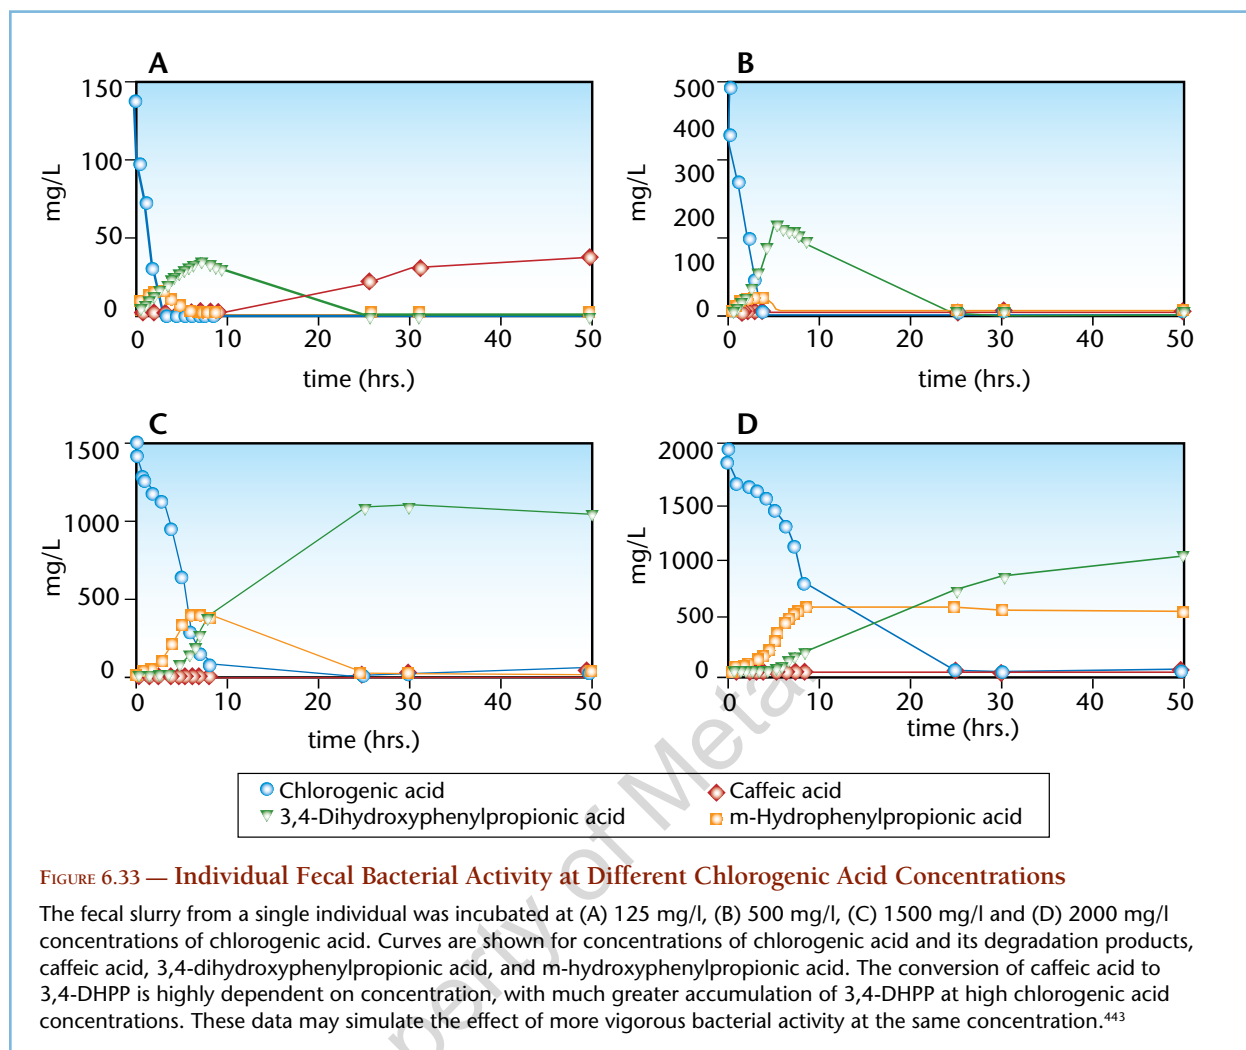 A
150
100
50
0
mg/L
0 10 20 30 40 50
time (hrs.)
B
500
400
300
200
100
0
mg/L
0 10 20 30 40 50
time (hrs.)
C
1500
1000
500
0
mg/L
0 10 20 30 40 50
time (hrs.)
D
2000
1500
1000
500
0
mg/L
0 10 20 30 40 50
time (hrs.)
Chlorogenic acid Caffeic acid
3,4-Dihydroxyphenylpropionic acid m-Hydrophenylpropionic acid
perty of Meta
FIGURE 6.33 — Individual Fecal Bacterial Activity at Different Chlorogenic Acid Concentrations
The fecal slurry from a single individual was incubated at (A) 125 mg/l, (B) 500 mg/l, (C) 1500 mg/l and (D) 2000 mg/l
concentrations of chlorogenic acid. Curves are shown for concentrations of chlorogenic acid and its degradation products,
caffeic acid, 3,4-dihydroxyphenylpropionic acid, and m-hydroxyphenylpropionic acid. The conversion of caffeic acid to
3,4-DHPP is highly dependent on concentration, with much greater accumulation of 3,4-DHPP at high chlorogenic acid
concentrations. These data may simulate the effect of more vigorous bacterial activity at the same concentration.⁴⁴³